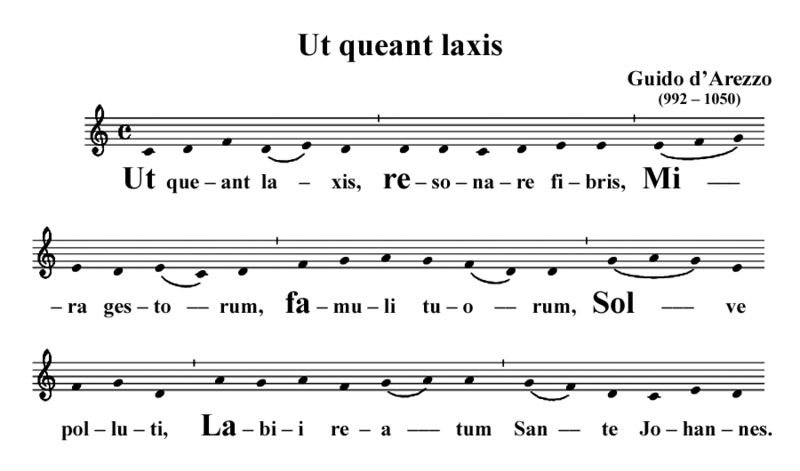 Ut queant laxis
Guido d’Arezzo
(992 – 1050)
Ut que – ant la – xis, re – so – na – re fi – bris, Mi —
– ra ges – to — rum, fa – mu – li tu – o — rum, Sol — ve
pol – lu – ti, La – bi – i re – a — tum San — te Jo – han – nes.